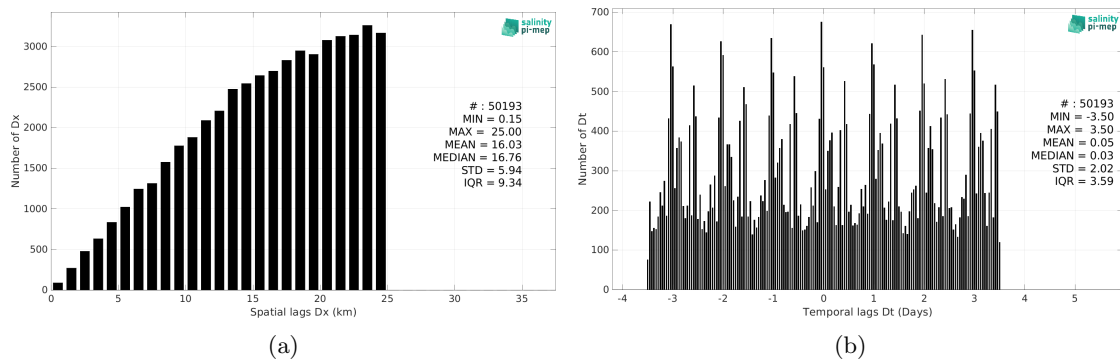 salinity
pi-mep
Number of Dx
3000
2500
2000
1500
1000
500
0
# : 50193
MIN = 0.15
MAX = 25.00
MEAN = 16.03
MEDIAN = 16.76
STD = 5.94
IQR = 9.34
0 5 10 15 20 25 30 35
Spatial lags Dx (km)
(a)
salinity
pi-mep
Number of Dt
700
600
500
400
300
200
100
0
# : 50193
MIN = -3.50
MAX = 3.50
MEAN = 0.05
MEDIAN = 0.03
STD = 2.02
IQR = 3.59
-4 -3 -2 -1 0 1 2 3 4 5
Temporal lags Dt (Days)
(b)